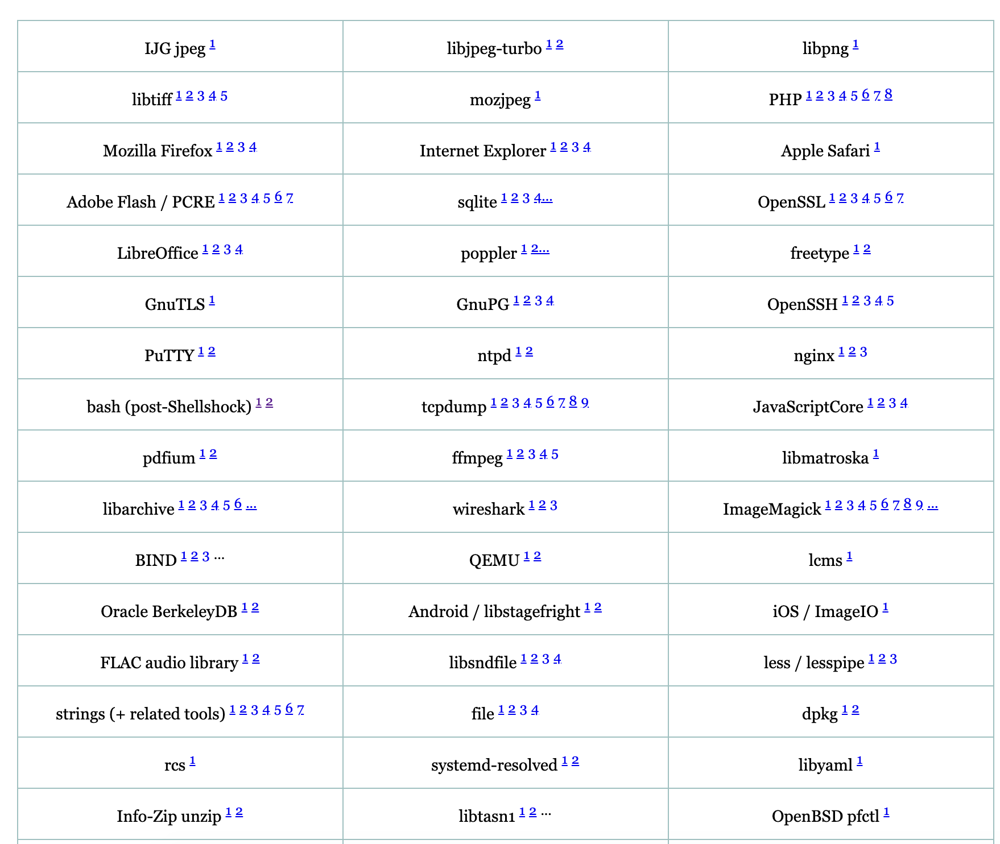 IJG jpeg 1 libjpeg-turbo 1 2 libpng 1
libtiff 1 2 3 4 5 mozjpeg 1 PHP 1 2 3 4 5 6 7 8
Mozilla Firefox 1 2 3 4 Internet Explorer 1 2 3 4 Apple Safari 1
Adobe Flash / PCRE 1 2 3 4 5 6 7 sqlite 1 2 3 4... OpenSSL 1 2 3 4 5 6 7
LibreOffice 1 2 3 4 poppler 1 2... freetype 1 2
GnuTLS 1 GnuPG 1 2 3 4 OpenSSH 1 2 3 4 5
PuTTY 1 2 ntpd 1 2 nginx 1 2 3
bash (post-Shellshock) 1 2 tcpdump 1 2 3 4 5 6 7 8 9 JavaScriptCore 1 2 3 4
pdfium 1 2 ffmpeg 1 2 3 4 5 libmatroska 1
libarchive 1 2 3 4 5 6 ... wireshark 1 2 3 ImageMagick 1 2 3 4 5 6 7 8 9 ...
BIND 1 2 3 ... QEMU 1 2 lcms 1
Oracle BerkeleyDB 1 2 Android / libstagefright 1 2 iOS / ImageIO 1
FLAC audio library 1 2 libsndfile 1 2 3 4 less / lesspipe 1 2 3
strings (+ related tools) 1 2 3 4 5 6 7 file 1 2 3 4 dpkg 1 2
rcs 1 systemd-resolved 1 2 libyaml 1
Info-Zip unzip 1 2 libtasn1 1 2 ... OpenBSD pfctl 1